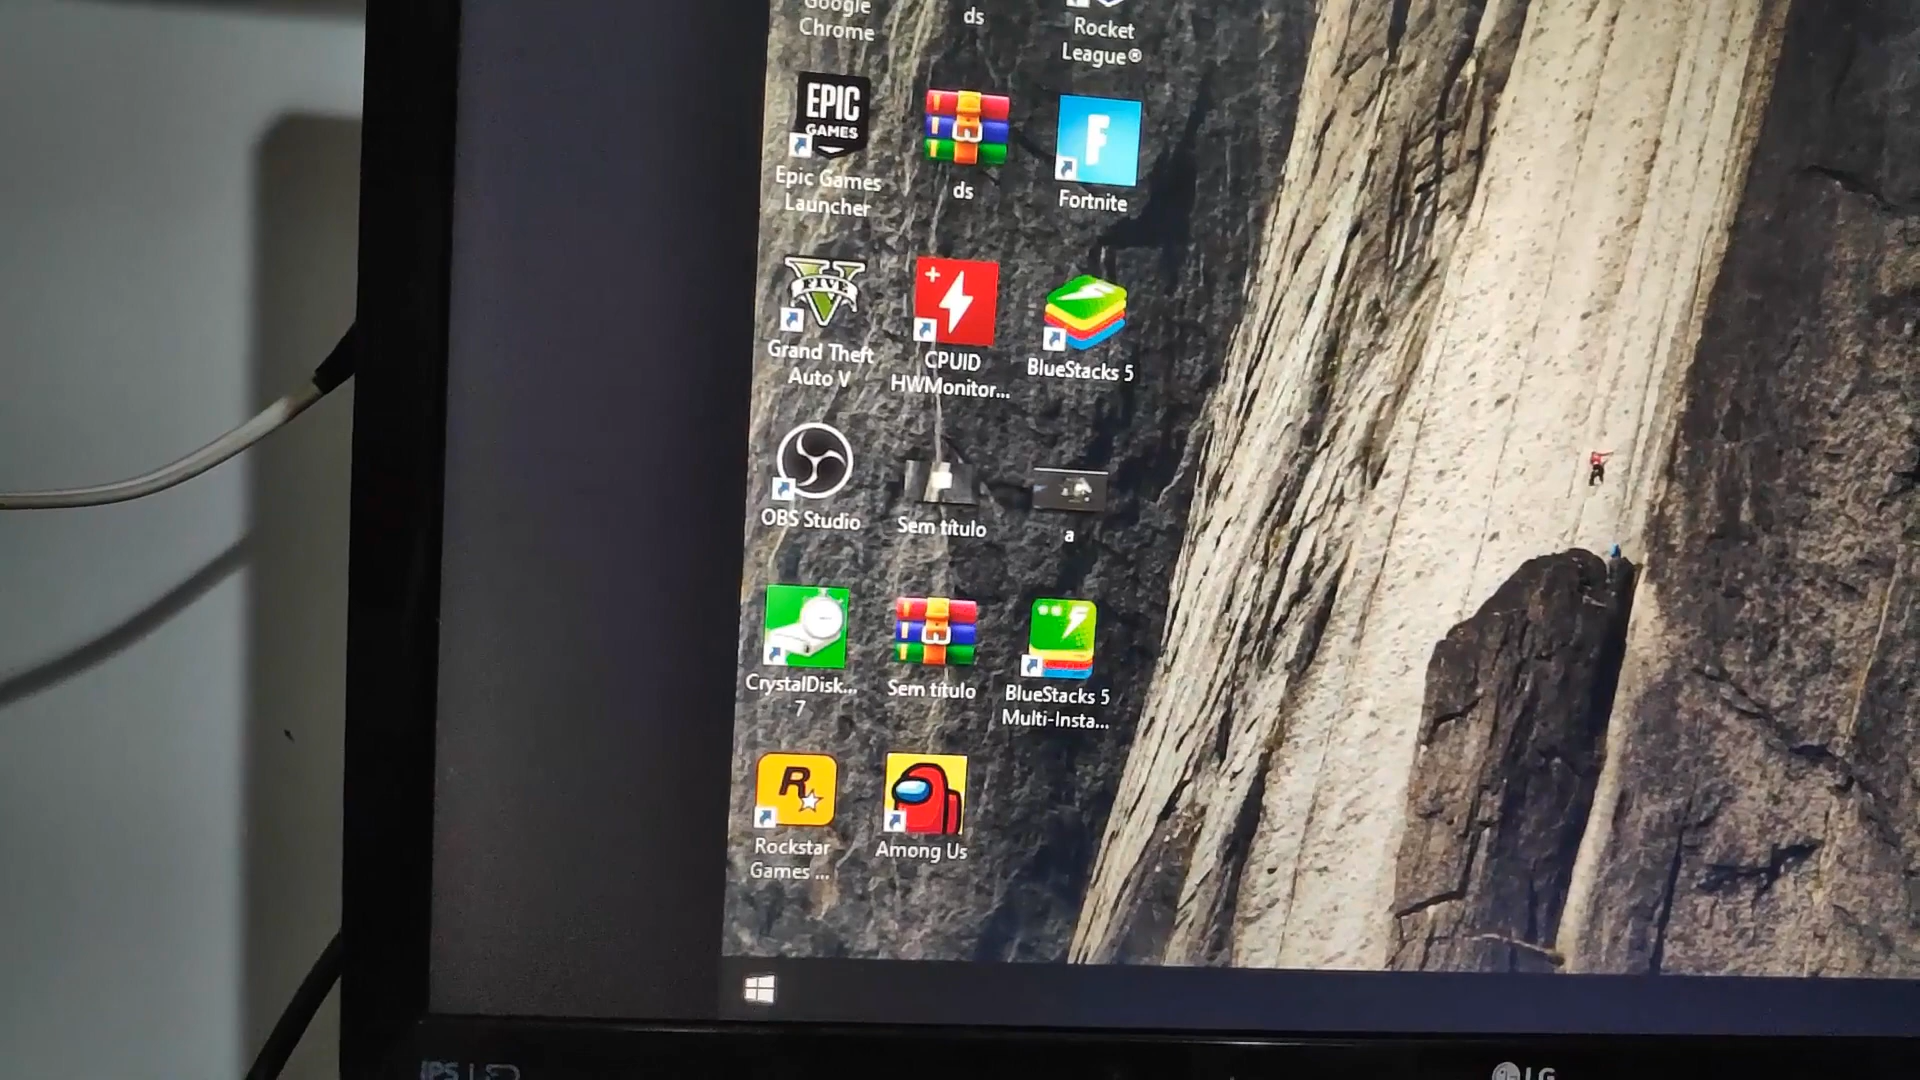 Google
Chrome
ds
Rocket
League®
EPIC
GAMES
Epic Games
Launcher
ds
F
Fortnite
FIVE
Grand Theft
Auto V
CPUID
HWMonitor...
BlueStacks 5
OBS Studio
Sem título
a
CrystalDisk...
7
Sem título
BlueStacks 5
Multi-Insta...
R
Rockstar
Games ...
Among Us
IPS
LG